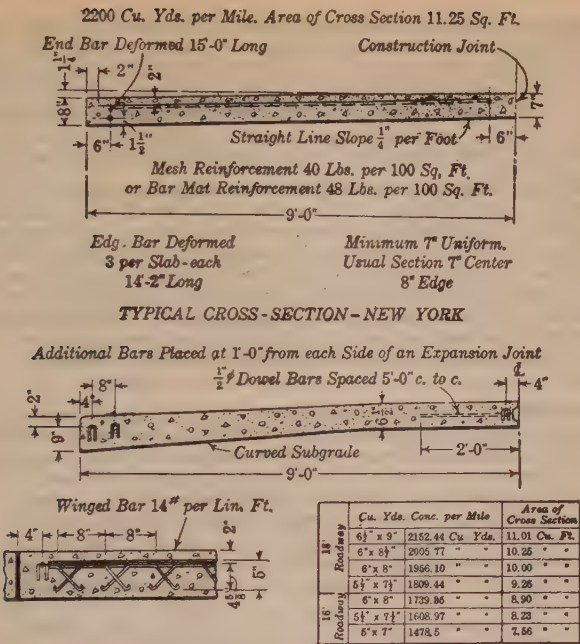 2200 Cu. Yds. per Mile. Area of Cross Section 11.25 Sq. Ft.
End Bar Deformed 15'-0" Long
Construction Joint
1 1/4"
2"
2"
8"
7"
1 1/2"
6"
Straight Line Slope 1/4" per Foot
6"
Mesh Reinforcement 40 Lbs. per 100 Sq. Ft.
or Bar Mat Reinforcement 48 Lbs. per 100 Sq. Ft.
9'-0"
Edg. Bar Deformed
3 per Slab-each
14'-2" Long
Minimum 7" Uniform.
Usual Section 7" Center
8" Edge
TYPICAL CROSS-SECTION-NEW YORK
Additional Bars Placed at 1'-0" from each Side of an Expansion Joint
1/2"ϕ Dowel Bars Spaced 5'-0" c. to c.
℄
4"
8"
4"
2"
9"
Curved Subgrade
2'-0"
9'-0"
Winged Bar 14# per Lin. Ft.
4" 8" 8"
2"
5"
Cu. Yds. Conc. per Mile Area of Cross Section
18' Roadway
6 1/2" x 9" 2152.44 Cu. Yds. 11.01 Cu. Ft.
6" x 8 1/2" 2005.77 " " 10.25 " "
6" x 8" 1956.10 " " 10.00 " "
5 1/2" x 7 1/2" 1809.44 " " 9.26 " "
16' Roadway
6" x 8" 1739.85 " " 8.90 " "
5 1/2" x 7 1/2" 1608.97 " " 8.23 " "
5" x 7" 1478.5 " " 7.56 " "